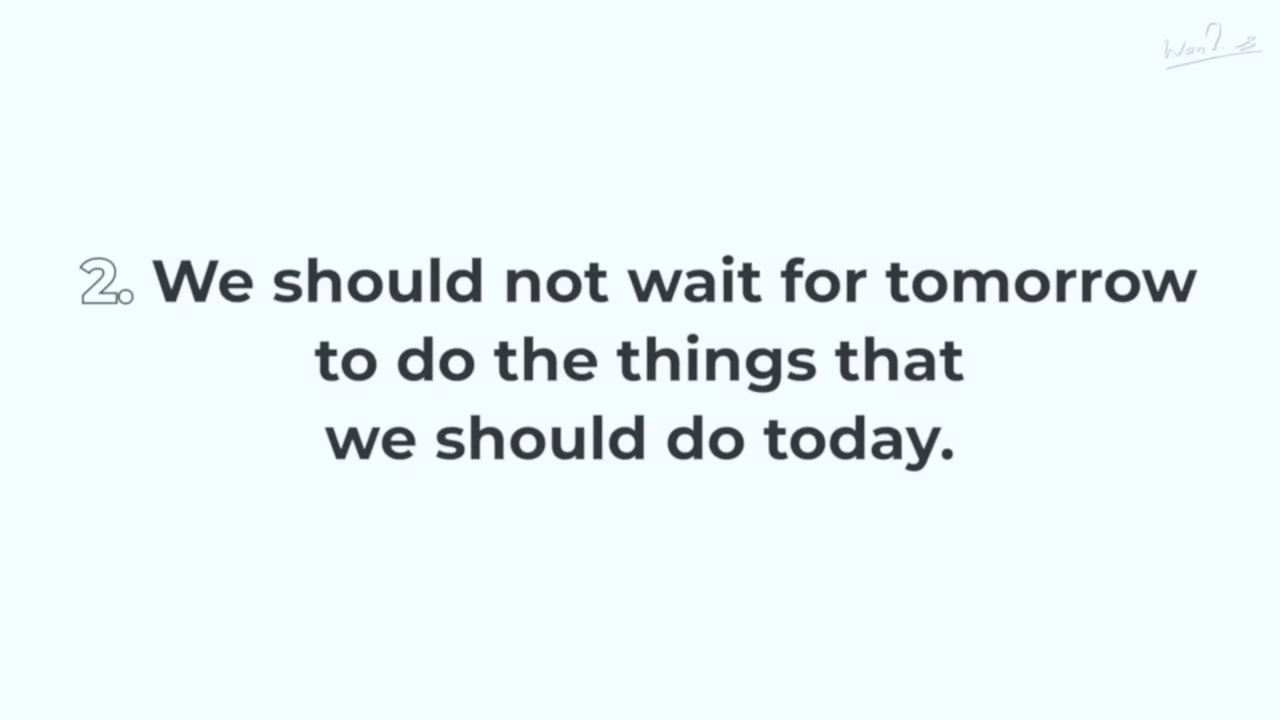 2. We should not wait for tomorrow
to do the things that
we should do today.